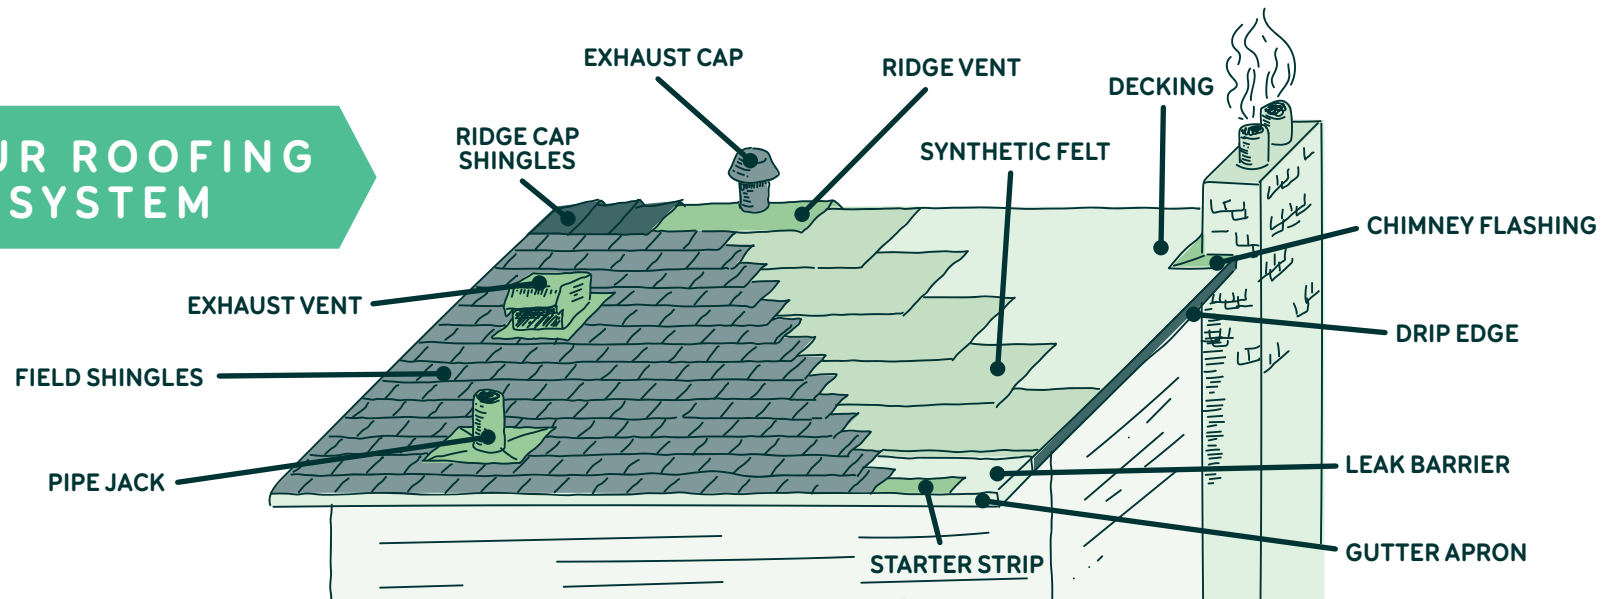 UR ROOFING
SYSTEM
EXHAUST CAP
RIDGE VENT
DECKING
RIDGE CAP
SHINGLES
SYNTHETIC FELT
CHIMNEY FLASHING
EXHAUST VENT
DRIP EDGE
FIELD SHINGLES
PIPE JACK
LEAK BARRIER
STARTER STRIP
GUTTER APRON